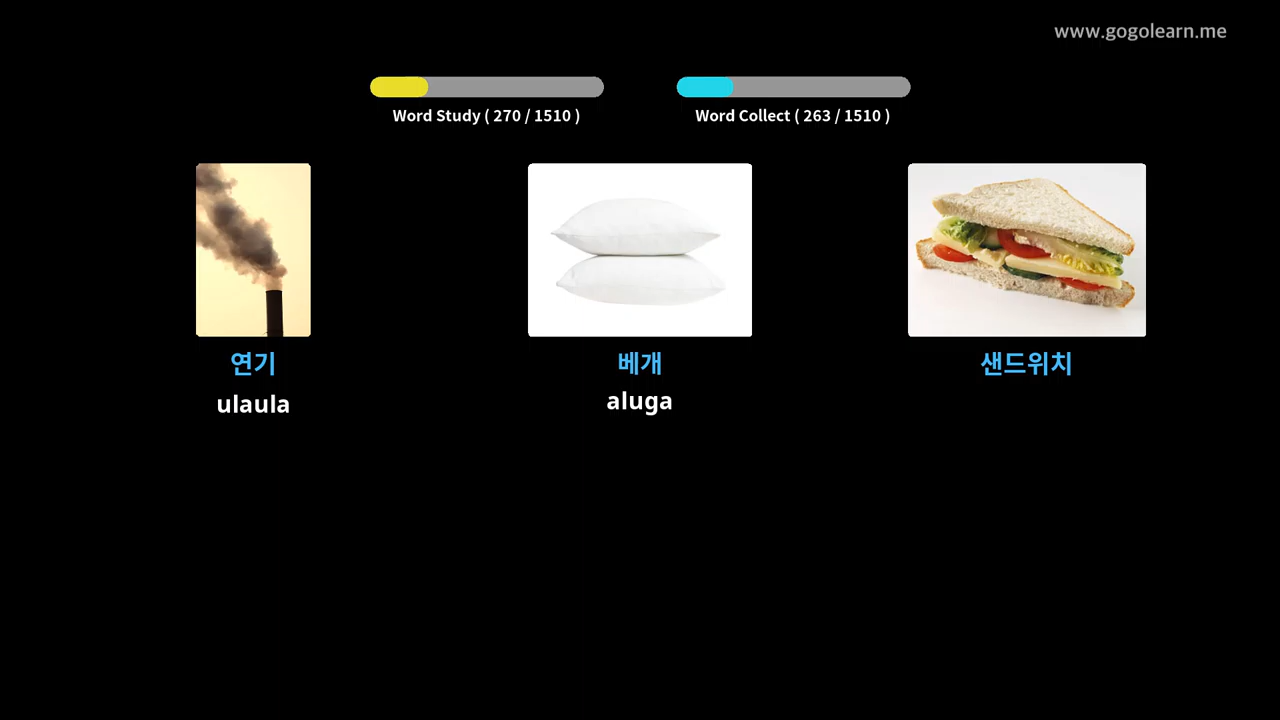 www.gogolearn.me
Word Study ( 270 / 1510 )
Word Collect ( 263 / 1510 )
연기
베개
샌드위치
ulaula
aluga